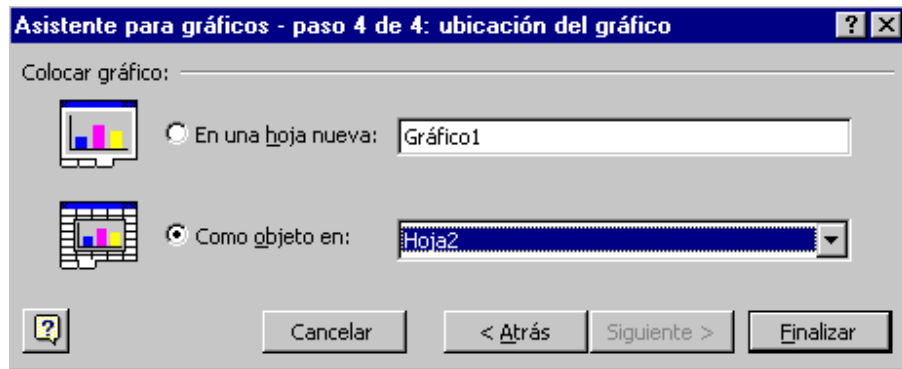 Asistente para gráficos - paso 4 de 4: ubicación del gráfico
Colocar gráfico:
En una hoja nueva: Gráfico1
Como objeto en: Hoja2
Cancelar < Atrás Siguiente > Finalizar